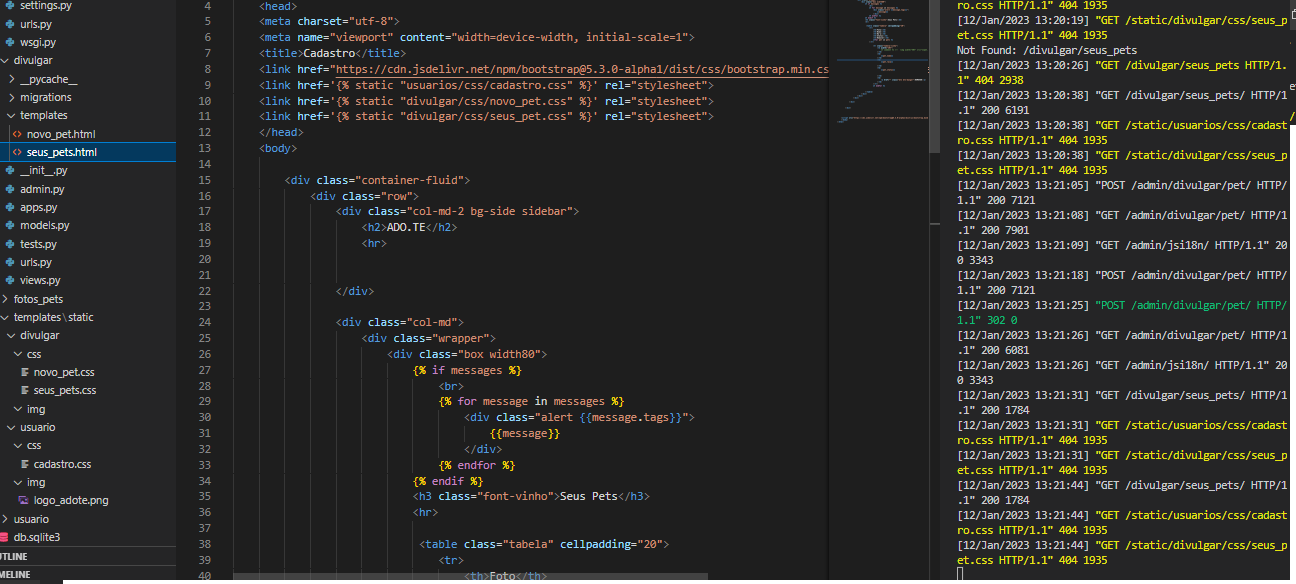 settings.py
urls.py
wsgi.py
divulgar
__pycache__
migrations
templates
novo_pet.html
seus_pets.html
__init__.py
admin.py
apps.py
models.py
tests.py
urls.py
views.py
fotos_pets
templates\static
divulgar
css
novo_pet.css
seus_pets.css
img
usuario
css
cadastro.css
img
logo_adote.png
usuario
db.sqlite3
UTLINE
MELINE
4 <head>
5 <meta charset="utf-8">
6 <meta name="viewport" content="width=device-width, initial-scale=1">
7 <title>Cadastro</title>
8 <link href="https://cdn.jsdelivr.net/npm/bootstrap@5.3.0-alpha1/dist/css/bootstrap.min.cs
9 <link href='{% static "usuarios/css/cadastro.css" %}' rel="stylesheet">
10 <link href='{% static "divulgar/css/novo_pet.css" %}' rel="stylesheet">
11 <link href='{% static "divulgar/css/seus_pet.css" %}' rel="stylesheet">
12 </head>
13 <body>
14
15 <div class="container-fluid">
16 <div class="row">
17 <div class="col-md-2 bg-side sidebar">
18 <h2>ADO.TE</h2>
19 <hr>
20
21
22 </div>
23
24 <div class="col-md">
25 <div class="wrapper">
26 <div class="box width80">
27 {% if messages %}
28 <br>
29 {% for message in messages %}
30 <div class="alert {{message.tags}}">
31 {{message}}
32 </div>
33 {% endfor %}
34 {% endif %}
35 <h3 class="font-vinho">Seus Pets</h3>
36 <hr>
37
38 <table class="tabela" cellpadding="20">
39 <tr>
40 <th>Foto</th>
ro.css HTTP/1.1" 404 1935
[12/Jan/2023 13:20:19] "GET /static/divulgar/css/seus_p
et.css HTTP/1.1" 404 1935
Not Found: /divulgar/seus_pets
[12/Jan/2023 13:20:26] "GET /divulgar/seus_pets HTTP/1.
1" 404 2938
[12/Jan/2023 13:20:38] "GET /divulgar/seus_pets/ HTTP/1
.1" 200 6191
[12/Jan/2023 13:20:38] "GET /static/usuarios/css/cadast
ro.css HTTP/1.1" 404 1935
[12/Jan/2023 13:20:38] "GET /static/divulgar/css/seus_p
et.css HTTP/1.1" 404 1935
[12/Jan/2023 13:21:05] "POST /admin/divulgar/pet/ HTTP/
1.1" 200 7121
[12/Jan/2023 13:21:08] "GET /admin/divulgar/pet/ HTTP/1
.1" 200 7901
[12/Jan/2023 13:21:09] "GET /admin/jsi18n/ HTTP/1.1" 20
0 3343
[12/Jan/2023 13:21:18] "POST /admin/divulgar/pet/ HTTP/
1.1" 200 7121
[12/Jan/2023 13:21:25] "POST /admin/divulgar/pet/ HTTP/
1.1" 302 0
[12/Jan/2023 13:21:26] "GET /admin/divulgar/pet/ HTTP/1
.1" 200 6081
[12/Jan/2023 13:21:26] "GET /admin/jsi18n/ HTTP/1.1" 20
0 3343
[12/Jan/2023 13:21:31] "GET /divulgar/seus_pets/ HTTP/1
.1" 200 1784
[12/Jan/2023 13:21:31] "GET /static/usuarios/css/cadast
ro.css HTTP/1.1" 404 1935
[12/Jan/2023 13:21:31] "GET /static/divulgar/css/seus_p
et.css HTTP/1.1" 404 1935
[12/Jan/2023 13:21:44] "GET /divulgar/seus_pets/ HTTP/1
.1" 200 1784
[12/Jan/2023 13:21:44] "GET /static/usuarios/css/cadast
ro.css HTTP/1.1" 404 1935
[12/Jan/2023 13:21:44] "GET /static/divulgar/css/seus_p
et.css HTTP/1.1" 404 1935